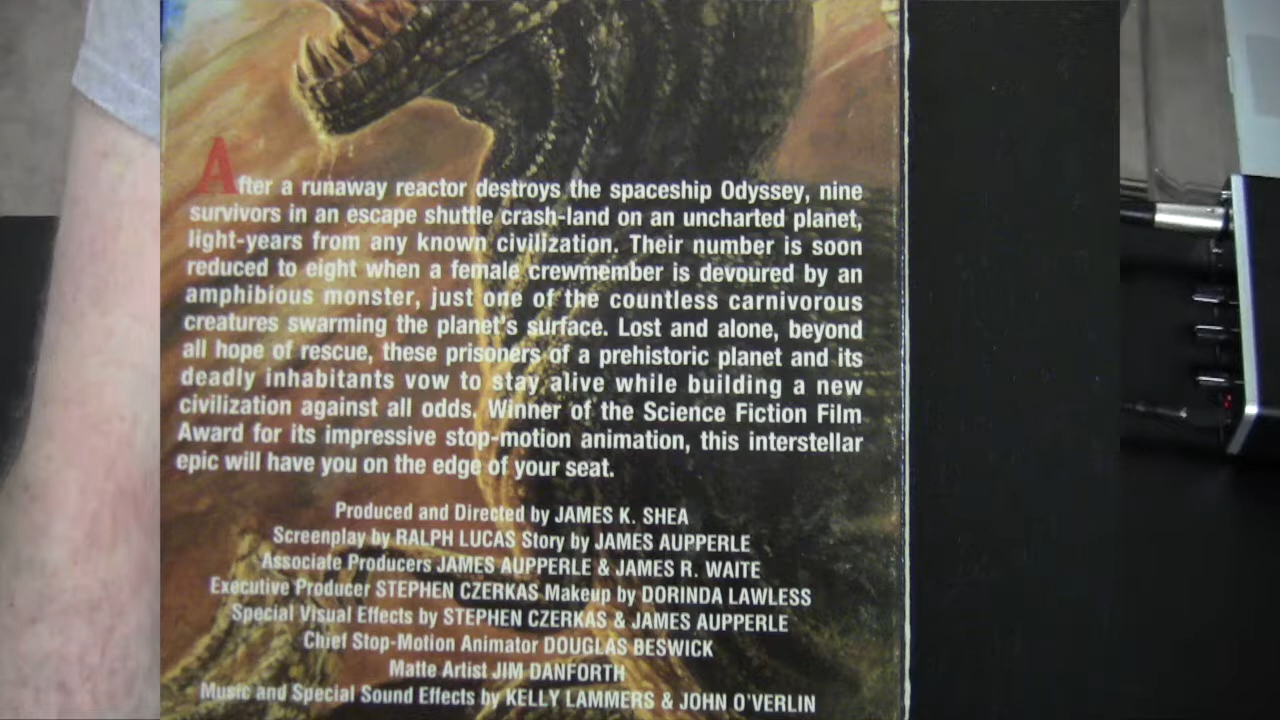 After a runaway reactor destroys the spaceship Odyssey, nine
survivors in an escape shuttle crash-land on an uncharted planet,
light-years from any known civilization. Their number is soon
reduced to eight when a female crewmember is devoured by an
amphibious monster, just one of the countless carnivorous
creatures swarming the planet's surface. Lost and alone, beyond
all hope of rescue, these prisoners of a prehistoric planet and its
deadly inhabitants vow to stay alive while building a new
civilization against all odds. Winner of the Science Fiction Film
Award for its impressive stop-motion animation, this interstellar
epic will have you on the edge of your seat.
Produced and Directed by JAMES K. SHEA
Screenplay by RALPH LUCAS Story by JAMES AUPPERLE
Associate Producers JAMES AUPPERLE & JAMES R. WAITE
Executive Producer STEPHEN CZERKAS Makeup by DORINDA LAWLESS
Special Visual Effects by STEPHEN CZERKAS & JAMES AUPPERLE
Chief Stop-Motion Animator DOUGLAS BESWICK
Matte Artist JIM DANFORTH
Music and Special Sound Effects by KELLY LAMMERS & JOHN O'VERLIN